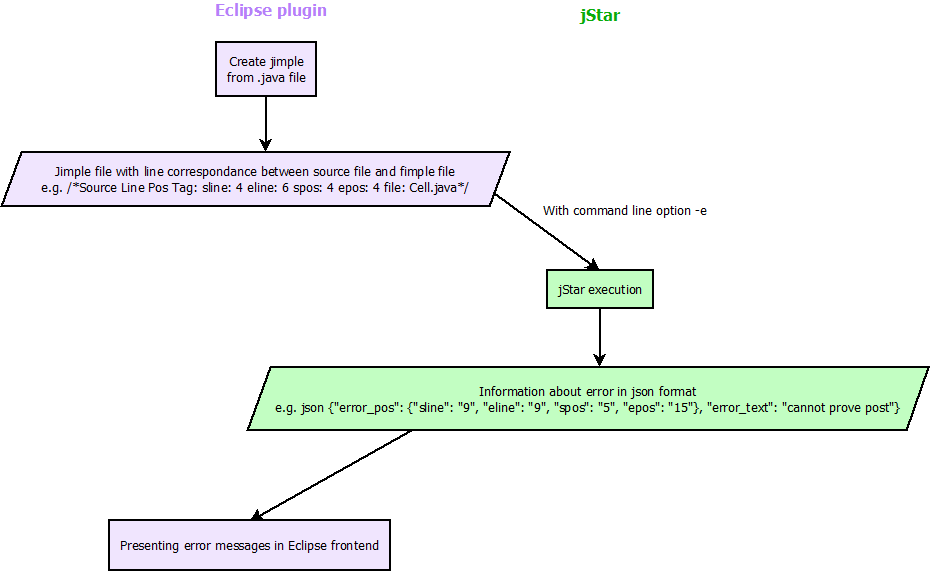 Eclipse plugin
jStar
Create jimple
from .java file
Jimple file with line correspondance between source file and fimple file
e.g. /*Source Line Pos Tag: sline: 4 eline: 6 spos: 4 epos: 4 file: Cell.java*/
With command line option -e
jStar execution
Information about error in json format
e.g. json {"error_pos": {"sline": "9", "eline": "9", "spos": "5", "epos": "15"}, "error_text": "cannot prove post"}
Presenting error messages in Eclipse frontend